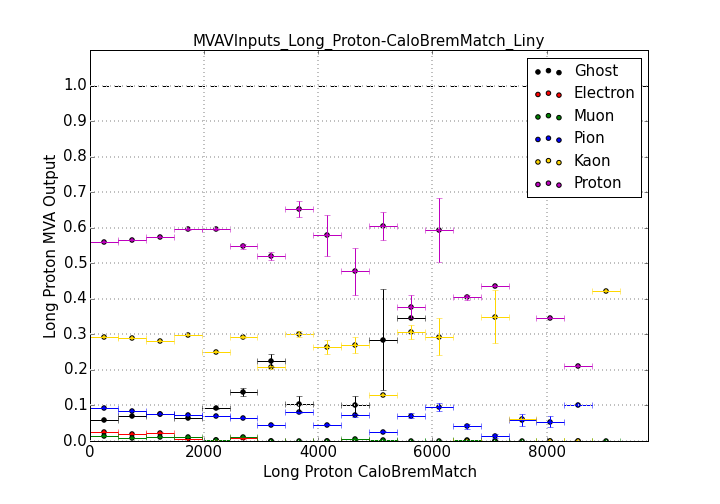 MVAVInputs_Long_Proton-CaloBremMatch_Liny
Long Proton MVA Output
1.0
0.9
0.8
0.7
0.6
0.5
0.4
0.3
0.2
0.1
0.0
Ghost
Electron
Muon
Pion
Kaon
Proton
0 2000 4000 6000 8000
Long Proton CaloBremMatch